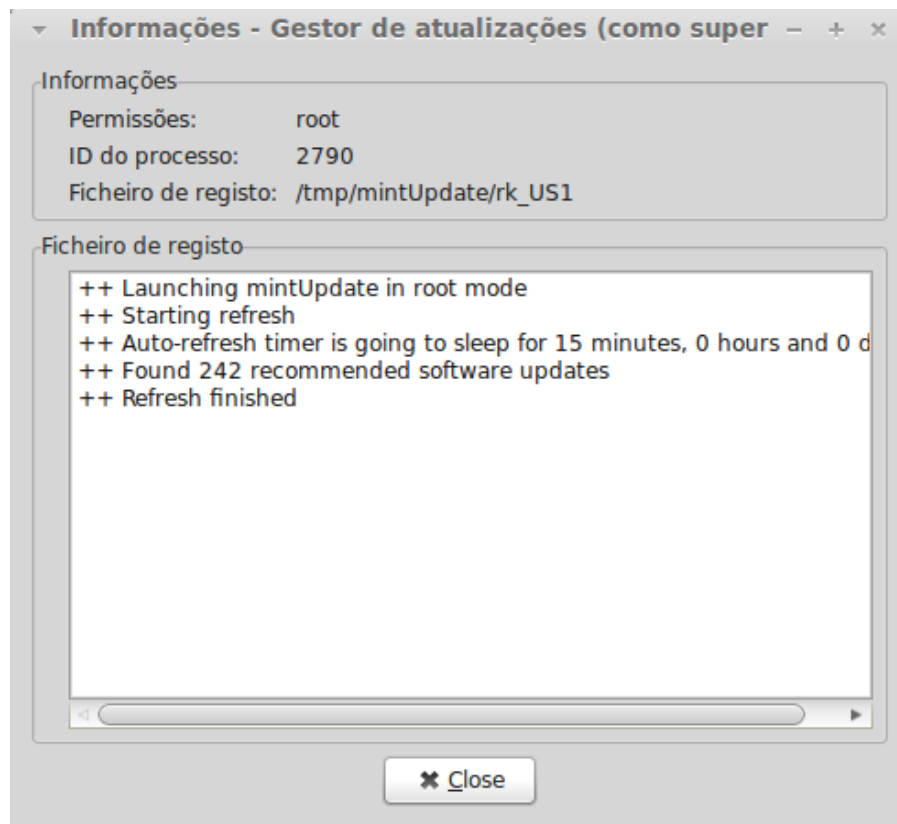 Informações - Gestor de atualizações (como super
Informações
Permissões: root
ID do processo: 2790
Ficheiro de registo: /tmp/mintUpdate/rk_US1
Ficheiro de registo
++ Launching mintUpdate in root mode
++ Starting refresh
++ Auto-refresh timer is going to sleep for 15 minutes, 0 hours and 0 d
++ Found 242 recommended software updates
++ Refresh finished
Close